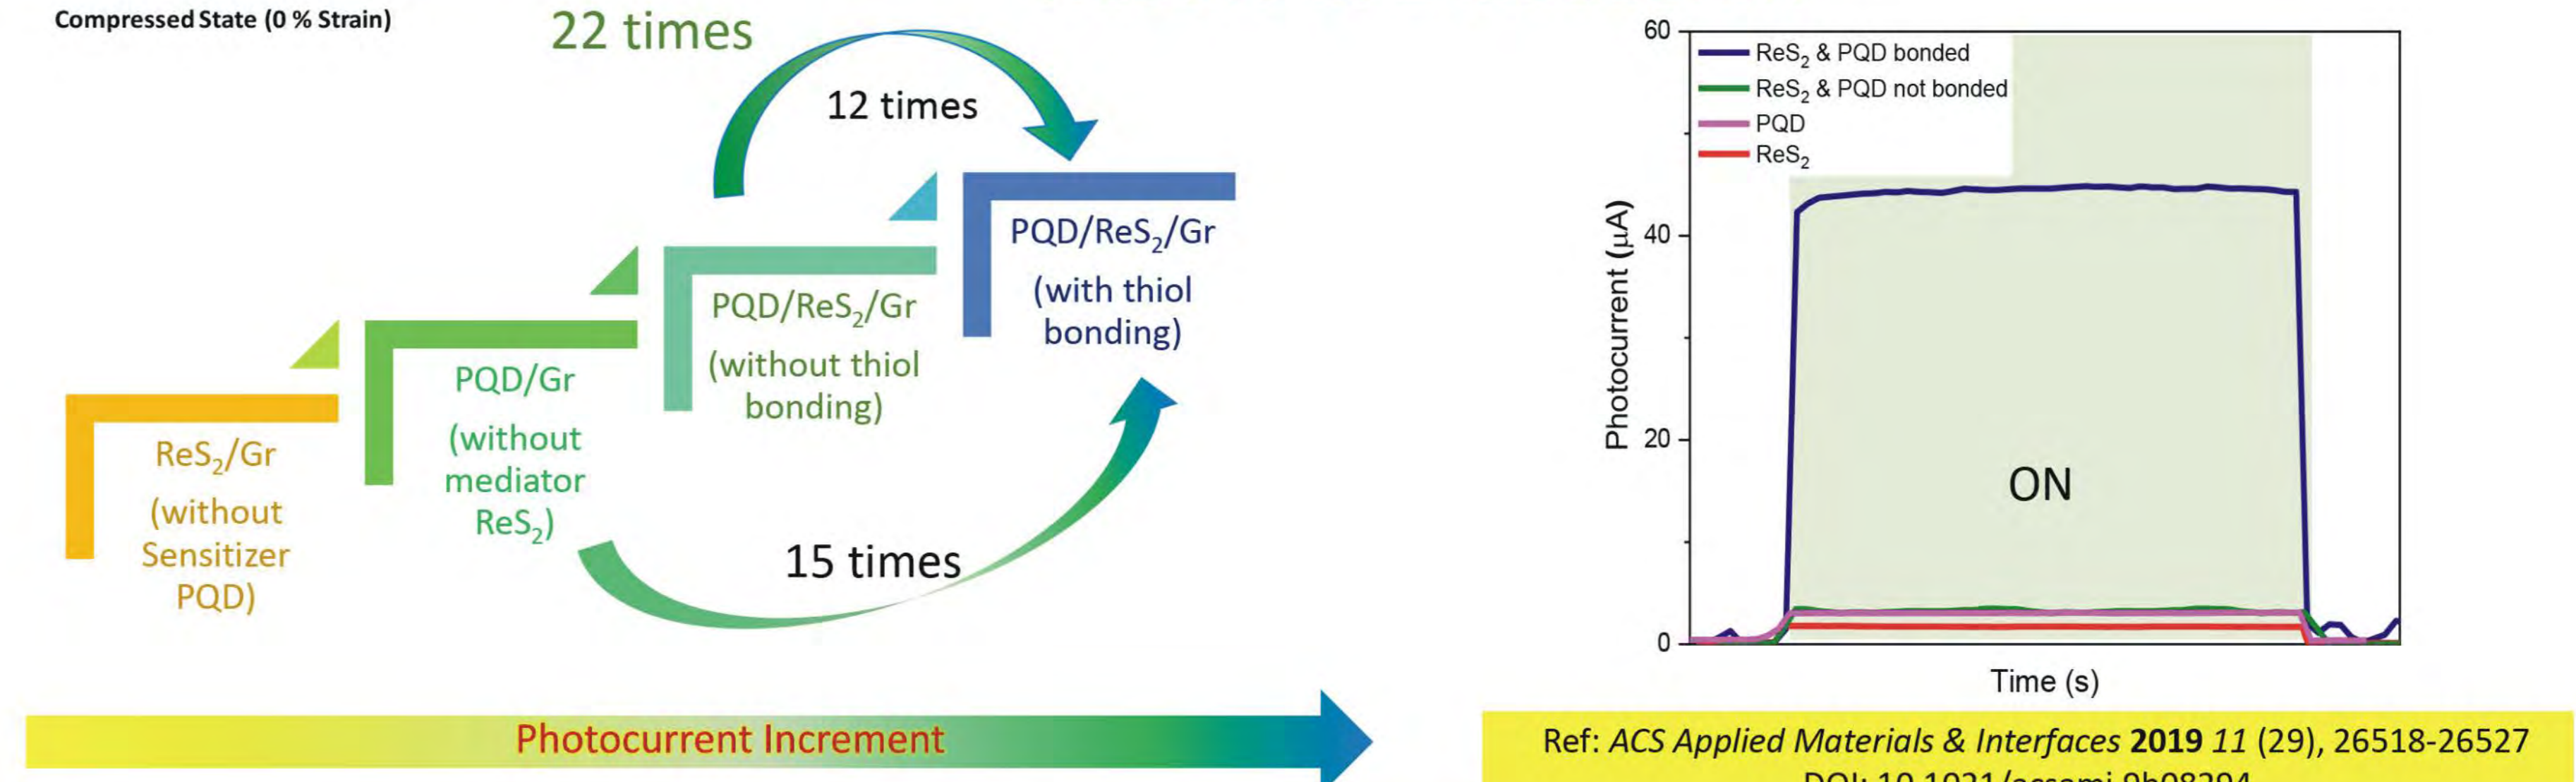 Compressed State (0 % Strain)
22 times
12 times
PQD/ReS₂/Gr
(with thiol
bonding)
PQD/ReS₂/Gr
(without thiol
bonding)
PQD/Gr
(without
mediator
ReS₂)
ReS₂/Gr
(without
Sensitizer
PQD)
15 times
Photocurrent Increment
60
40
20
0
Photocurrent (μA)
ReS₂ & PQD bonded
ReS₂ & PQD not bonded
PQD
ReS₂
ON
Time (s)
Ref: ACS Applied Materials & Interfaces 2019 11 (29), 26518-26527